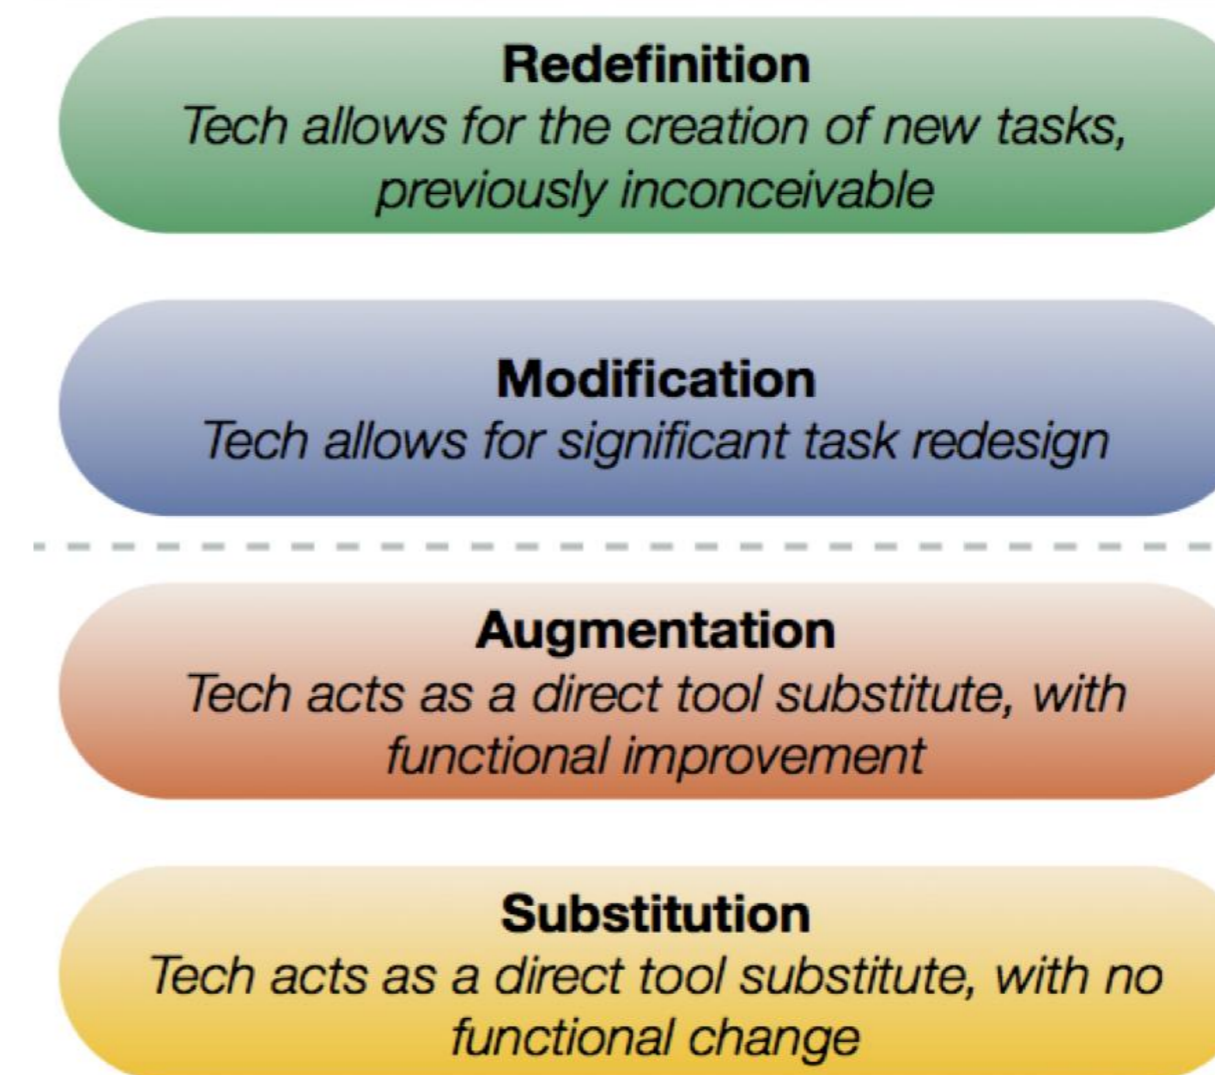 Redefinition
Tech allows for the creation of new tasks,
previously inconceivable
Modification
Tech allows for significant task redesign
Augmentation
Tech acts as a direct tool substitute, with
functional improvement
Substitution
Tech acts as a direct tool substitute, with no
functional change